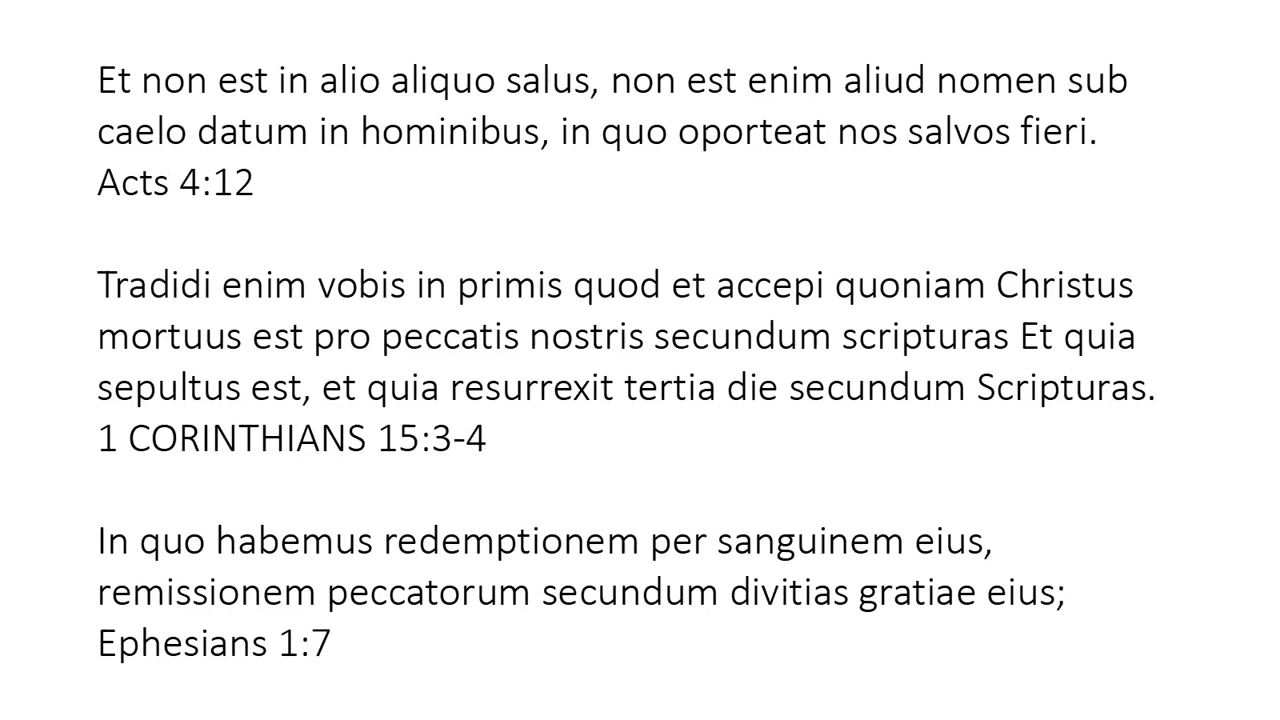 Et non est in alio aliquo salus, non est enim aliud nomen sub
caelo datum in hominibus, in quo oporteat nos salvos fieri.
Acts 4:12
Tradidi enim vobis in primis quod et accepi quoniam Christus
mortuus est pro peccatis nostris secundum scripturas Et quia
sepultus est, et quia resurrexit tertia die secundum Scripturas.
1 CORINTHIANS 15:3-4
In quo habemus redemptionem per sanguinem eius,
remissionem peccatorum secundum divitias gratiae eius;
Ephesians 1:7